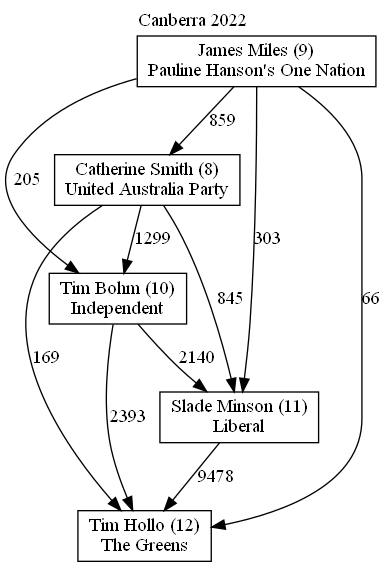 Canberra 2022
James Miles (9)
Pauline Hanson's One Nation
859
Catherine Smith (8)
United Australia Party
205
1299
303
66
Tim Bohm (10)
Independent
845
169
2140
2393
Slade Minson (11)
Liberal
9478
Tim Hollo (12)
The Greens